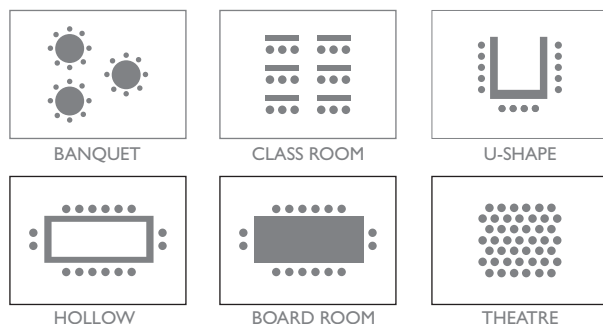 BANQUET
CLASS ROOM
U-SHAPE
HOLLOW
BOARD ROOM
THEATRE